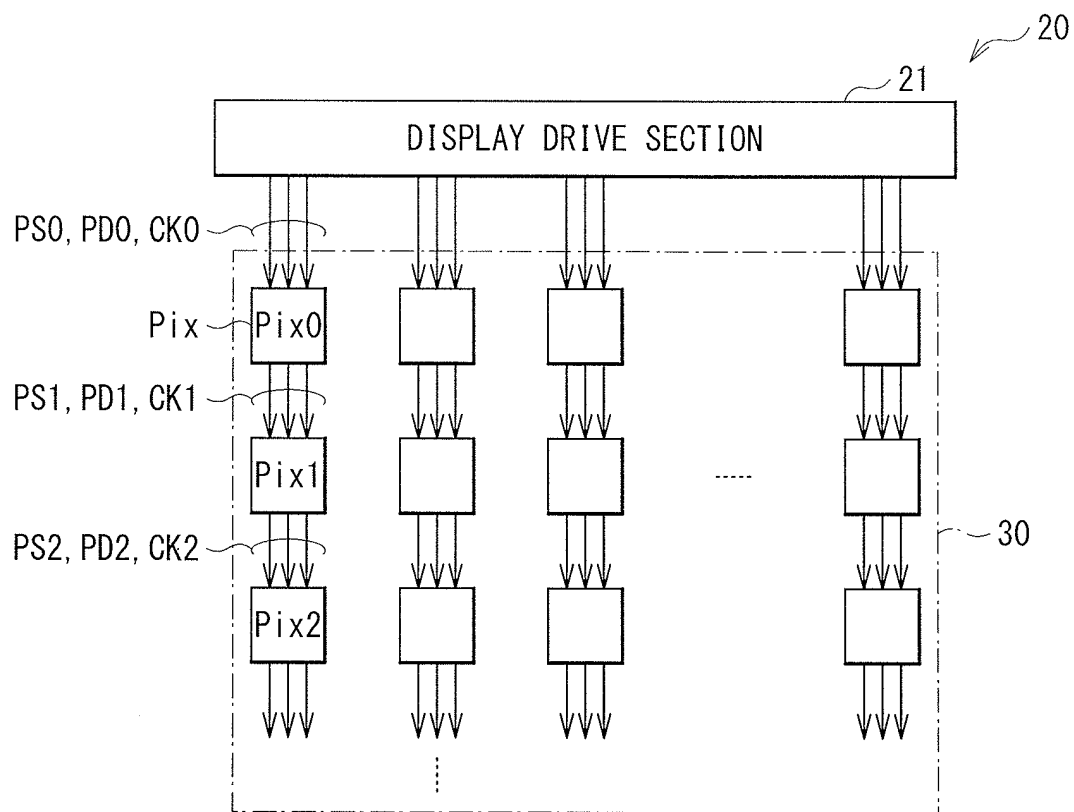 20
21
DISPLAY DRIVE SECTION
PS0, PD0, CK0
Pix
Pix0
PS1, PD1, CK1
Pix1
PS2, PD2, CK2
30
Pix2